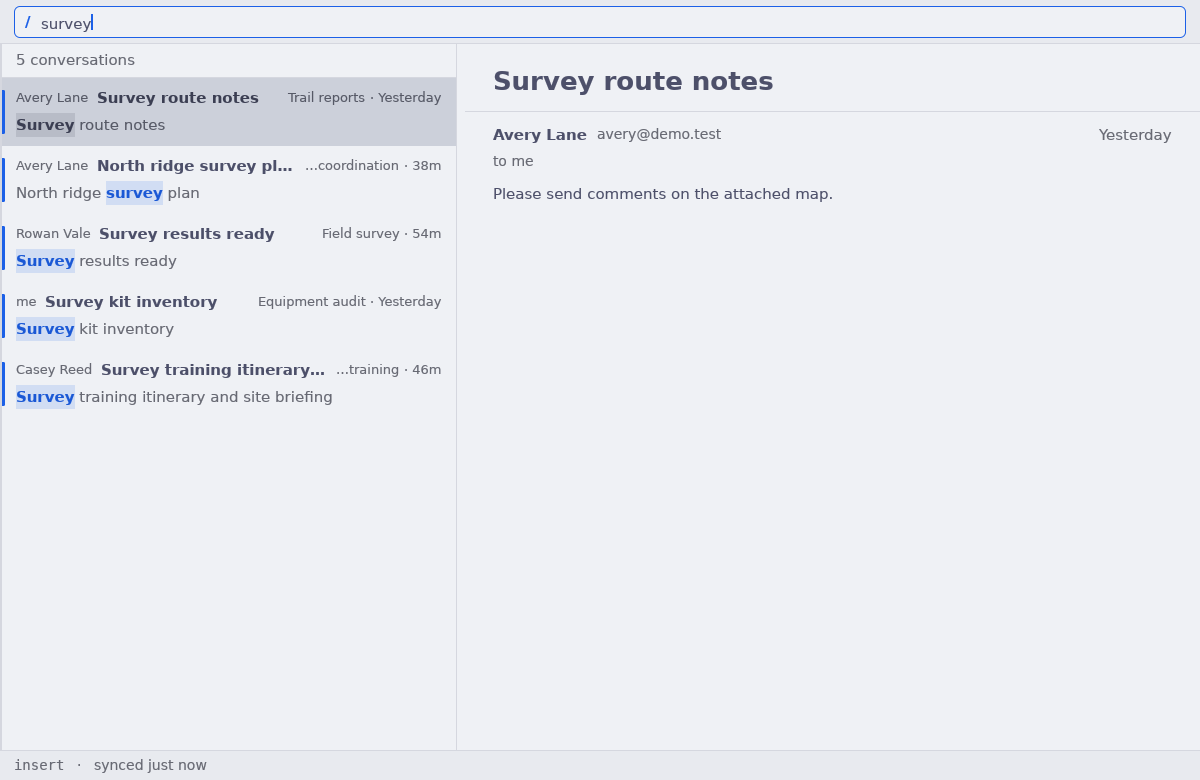 / survey
5 conversations
Avery Lane Survey route notes Trail reports · Yesterday
Survey route notes
Avery Lane North ridge survey pl... ...coordination · 38m
North ridge survey plan
Rowan Vale Survey results ready Field survey · 54m
Survey results ready
me Survey kit inventory Equipment audit · Yesterday
Survey kit inventory
Casey Reed Survey training itinerary... ...training · 46m
Survey training itinerary and site briefing
Survey route notes
Avery Lane avery@demo.test Yesterday
to me
Please send comments on the attached map.
insert · synced just now